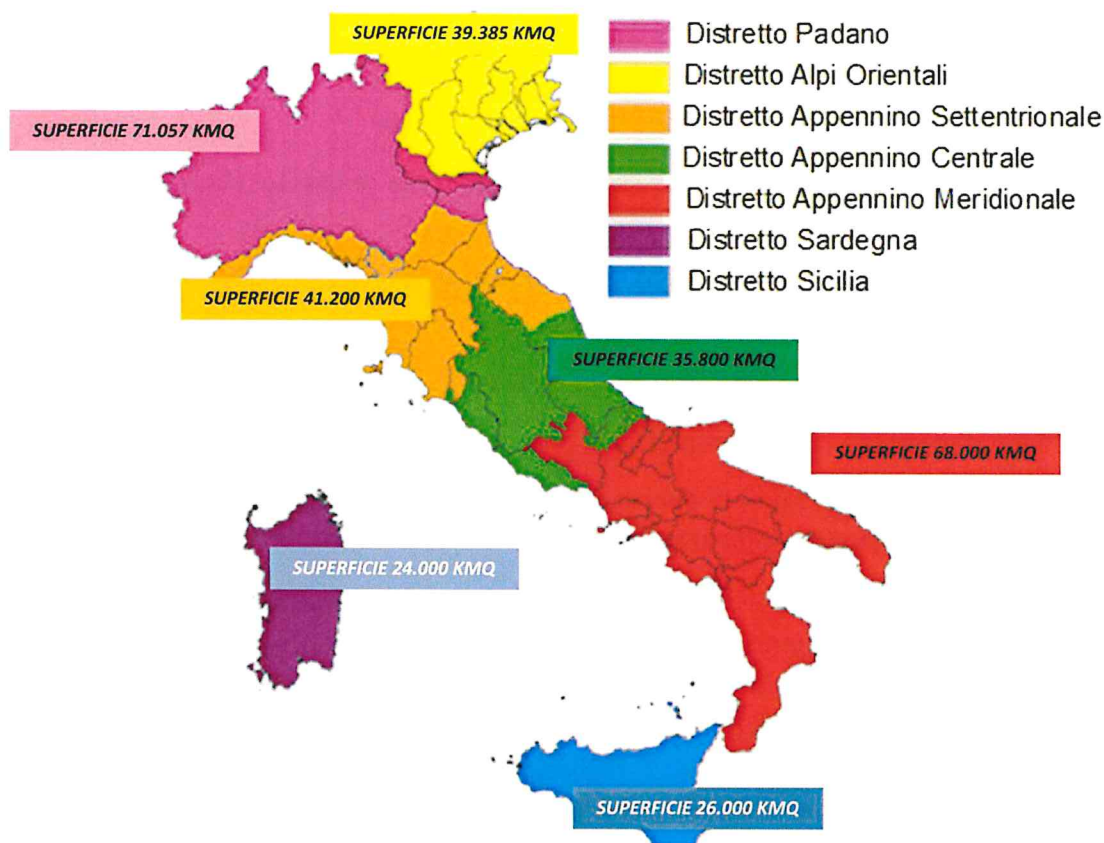 SUPERFICIE 39.385 KMQ
Distretto Padano
Distretto Alpi Orientali
SUPERFICIE 71.057 KMQ
Distretto Appennino Settentrionale
Distretto Appennino Centrale
Distretto Appennino Meridionale
Distretto Sardegna
Distretto Sicilia
SUPERFICIE 41.200 KMQ
SUPERFICIE 35.800 KMQ
SUPERFICIE 68.000 KMQ
SUPERFICIE 24.000 KMQ
SUPERFICIE 26.000 KMQ